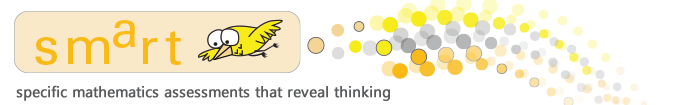 smart
specific mathematics assessments that reveal thinking